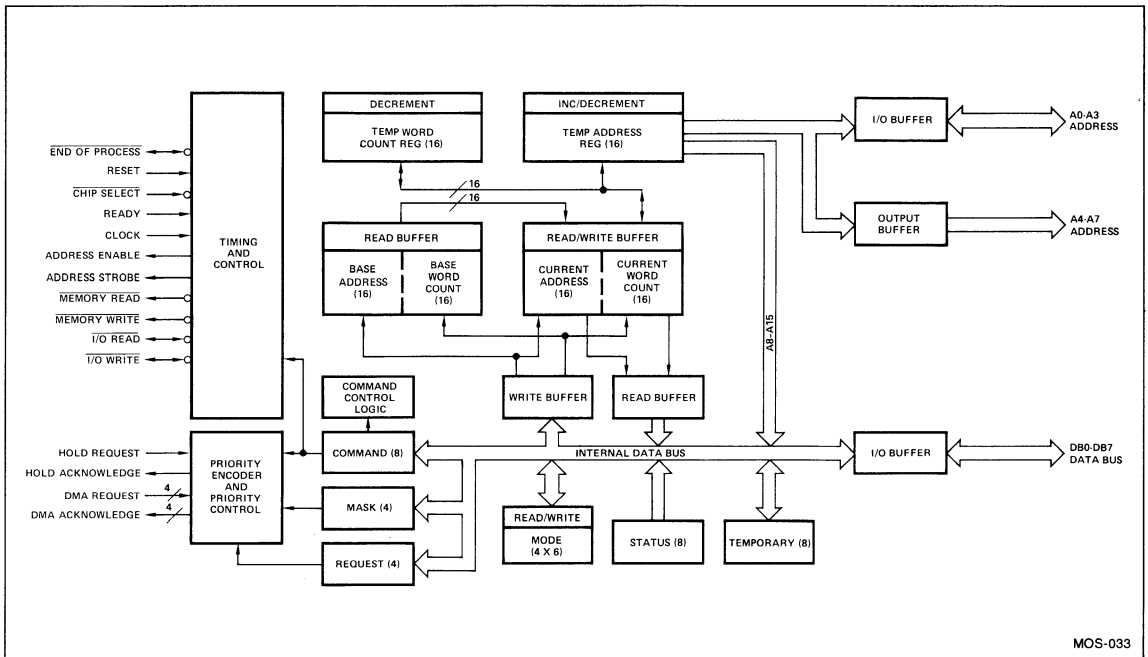 END OF PROCESS
RESET
CHIP SELECT
READY
CLOCK
ADDRESS ENABLE
ADDRESS STROBE
MEMORY READ
MEMORY WRITE
I/O READ
I/O WRITE
TIMING
AND
CONTROL
HOLD REQUEST
HOLD ACKNOWLEDGE
DMA REQUEST
4
DMA ACKNOWLEDGE
4
PRIORITY
ENCODER
AND
PRIORITY
CONTROL
DECREMENT
TEMP WORD
COUNT REG (16)
INC/DECREMENT
TEMP ADDRESS
REG (16)
16
16
READ BUFFER
BASE
ADDRESS
(16)
BASE
WORD
COUNT
(16)
READ/WRITE BUFFER
CURRENT
ADDRESS
(16)
CURRENT
WORD
COUNT
(16)
WRITE BUFFER
READ BUFFER
COMMAND
CONTROL
LOGIC
COMMAND (8)
MASK (4)
REQUEST (4)
INTERNAL DATA BUS
READ/WRITE
MODE
(4 X 6)
STATUS (8)
TEMPORARY (8)
A8-A15
I/O BUFFER
A0-A3
ADDRESS
OUTPUT
BUFFER
A4-A7
ADDRESS
I/O BUFFER
DB0-DB7
DATA BUS
MOS-033